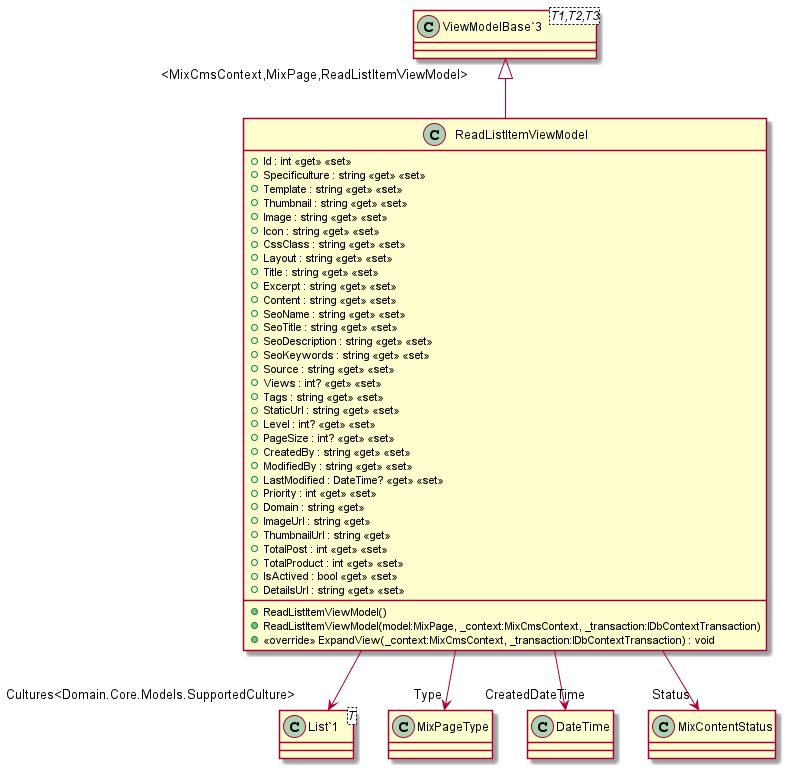 C ViewModelBase`3 T1,T2,T3
<MixCmsContext,MixPage,ReadListItemViewModel>
C ReadListItemViewModel
Id : int «get» «set»
Specificulture : string «get» «set»
Template : string «get» «set»
Thumbnail : string «get» «set»
Image : string «get» «set»
Icon : string «get» «set»
CssClass : string «get» «set»
Layout : string «get» «set»
Title : string «get» «set»
Excerpt : string «get» «set»
Content : string «get» «set»
SeoName : string «get» «set»
SeoTitle : string «get» «set»
SeoDescription : string «get» «set»
SeoKeywords : string «get» «set»
Source : string «get» «set»
Views : int? «get» «set»
Tags : string «get» «set»
StaticUrl : string «get» «set»
Level : int? «get» «set»
PageSize : int? «get» «set»
CreatedBy : string «get» «set»
ModifiedBy : string «get» «set»
LastModified : DateTime? «get» «set»
Priority : int «get» «set»
Domain : string «get»
ImageUrl : string «get»
ThumbnailUrl : string «get»
TotalPost : int «get» «set»
TotalProduct : int «get» «set»
IsActived : bool «get» «set»
DetailsUrl : string «get» «set»
ReadListItemViewModel()
ReadListItemViewModel(model:MixPage, _context:MixCmsContext, _transaction:IDbContextTransaction)
«override» ExpandView(_context:MixCmsContext, _transaction:IDbContextTransaction) : void
Cultures<Domain.Core.Models.SupportedCulture> Type CreatedDateTime Status
C List`1 T C MixPageType C DateTime C MixContentStatus